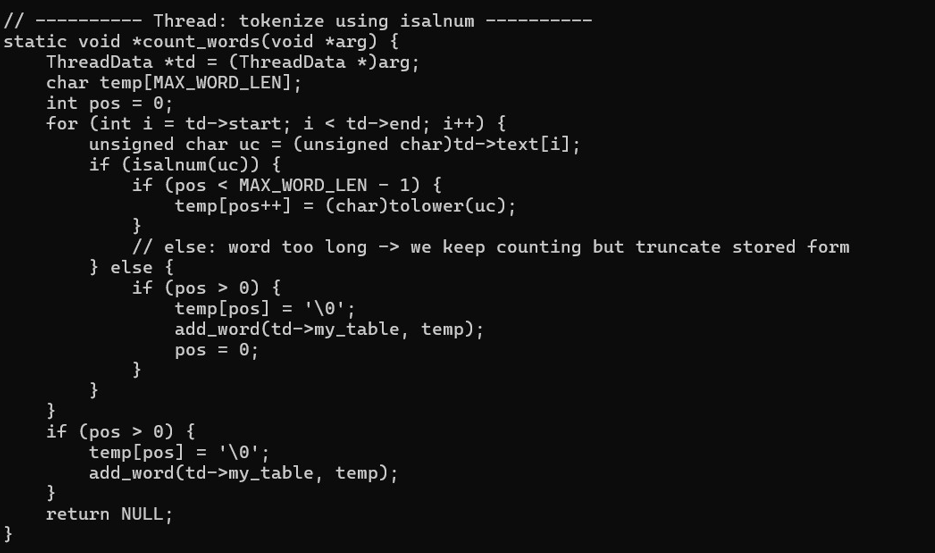 // ---------- Thread: tokenize using isalnum ----------
static void *count_words(void *arg) {
    ThreadData *td = (ThreadData *)arg;
    char temp[MAX_WORD_LEN];
    int pos = 0;
    for (int i = td->start; i < td->end; i++) {
        unsigned char uc = (unsigned char)td->text[i];
        if (isalnum(uc)) {
            if (pos < MAX_WORD_LEN - 1) {
                temp[pos++] = (char)tolower(uc);
            }
            // else: word too long -> we keep counting but truncate stored form
        } else {
            if (pos > 0) {
                temp[pos] = '\0';
                add_word(td->my_table, temp);
                pos = 0;
            }
        }
    }
    if (pos > 0) {
        temp[pos] = '\0';
        add_word(td->my_table, temp);
    }
    return NULL;
}